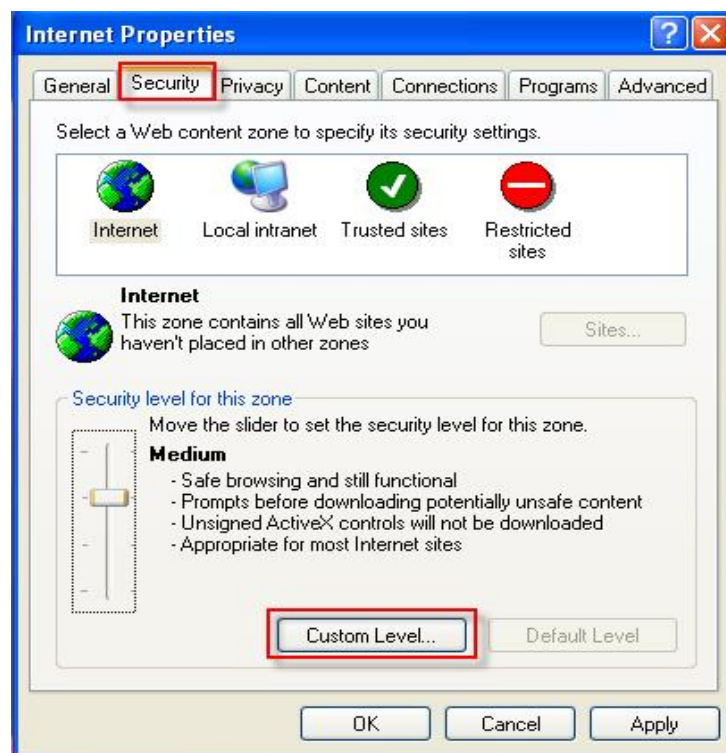 Internet Properties
General Security Privacy Content Connections Programs Advanced
Select a Web content zone to specify its security settings.
Internet Local intranet Trusted sites Restricted
sites
Internet
This zone contains all Web sites you
haven't placed in other zones
Sites...
Security level for this zone
Move the slider to set the security level for this zone.
Medium
- Safe browsing and still functional
- Prompts before downloading potentially unsafe content
- Unsigned ActiveX controls will not be downloaded
- Appropriate for most Internet sites
Custom Level... Default Level
OK Cancel Apply